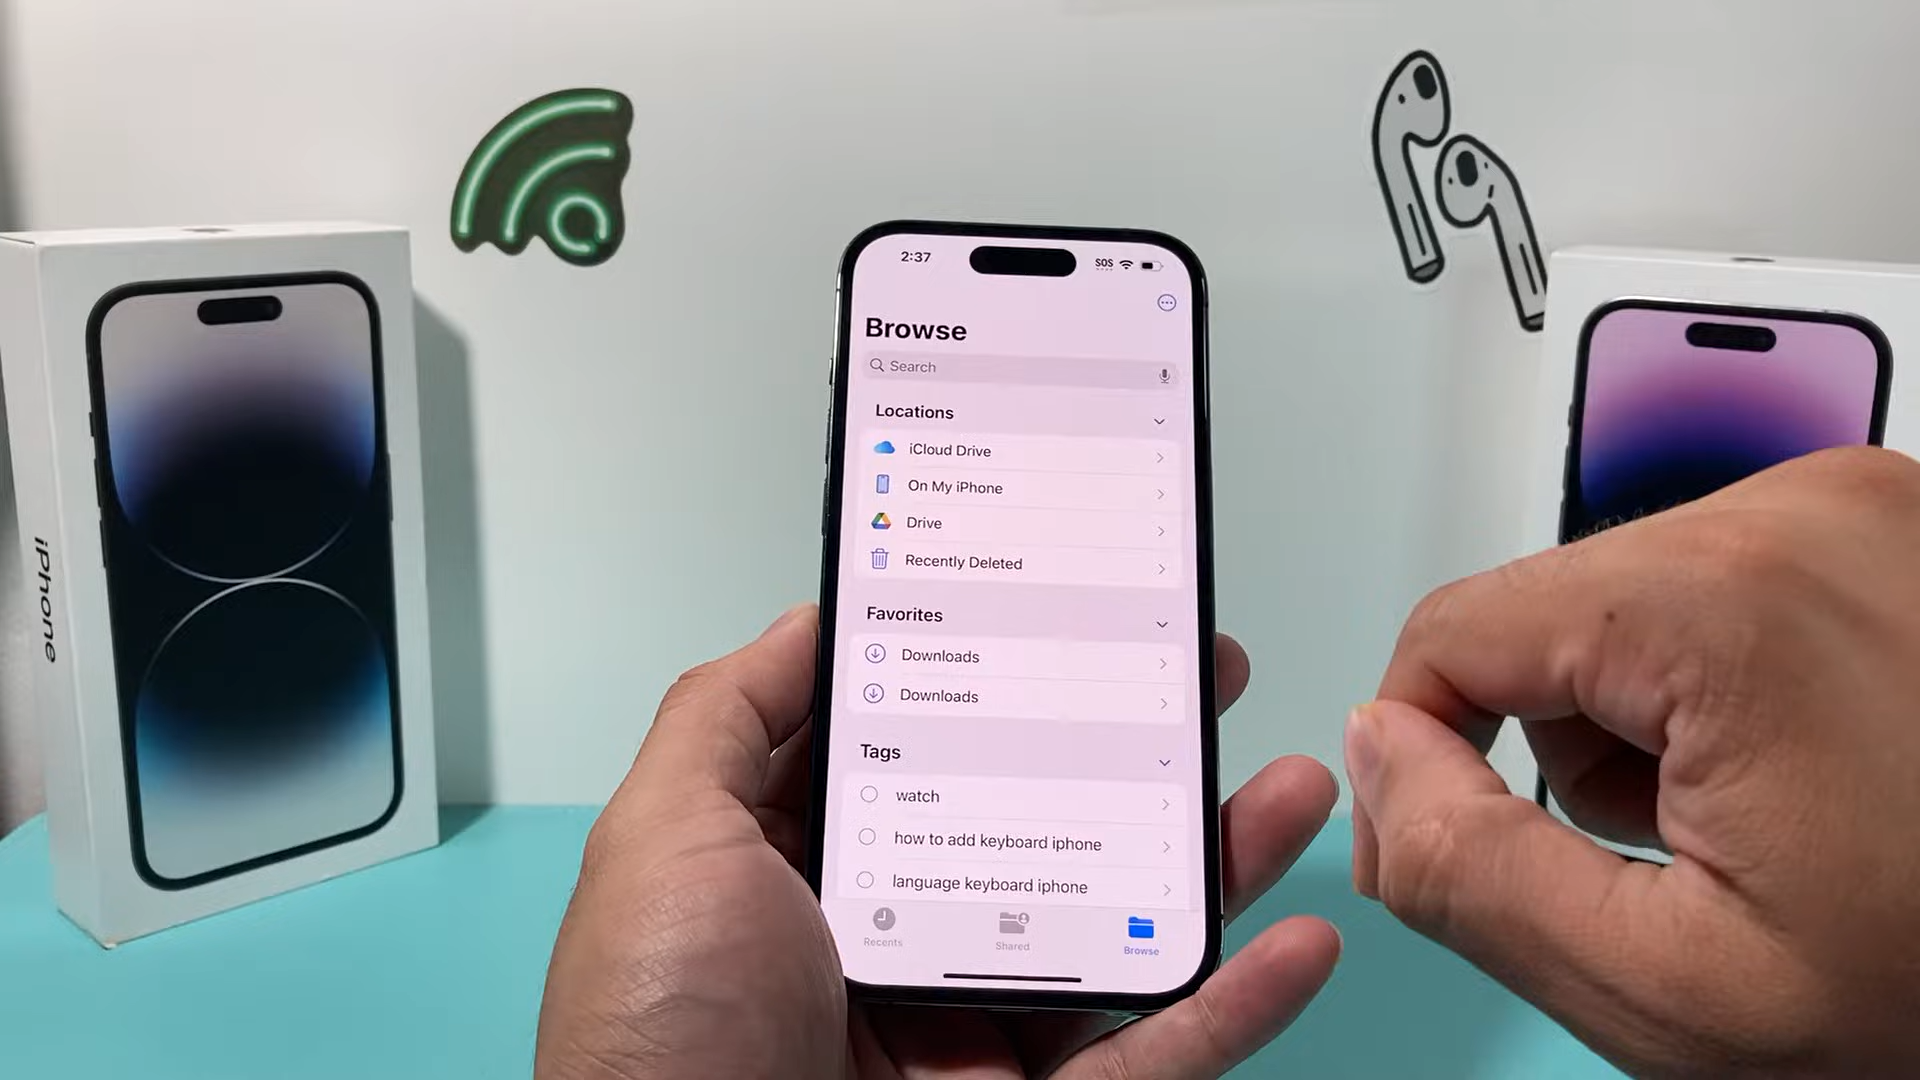 iPhone
2:37
SOS
Browse
Search
Locations
iCloud Drive
On My iPhone
Drive
Recently Deleted
Favorites
Downloads
Downloads
Tags
watch
how to add keyboard iphone
language keyboard iphone
Recents
Shared
Browse